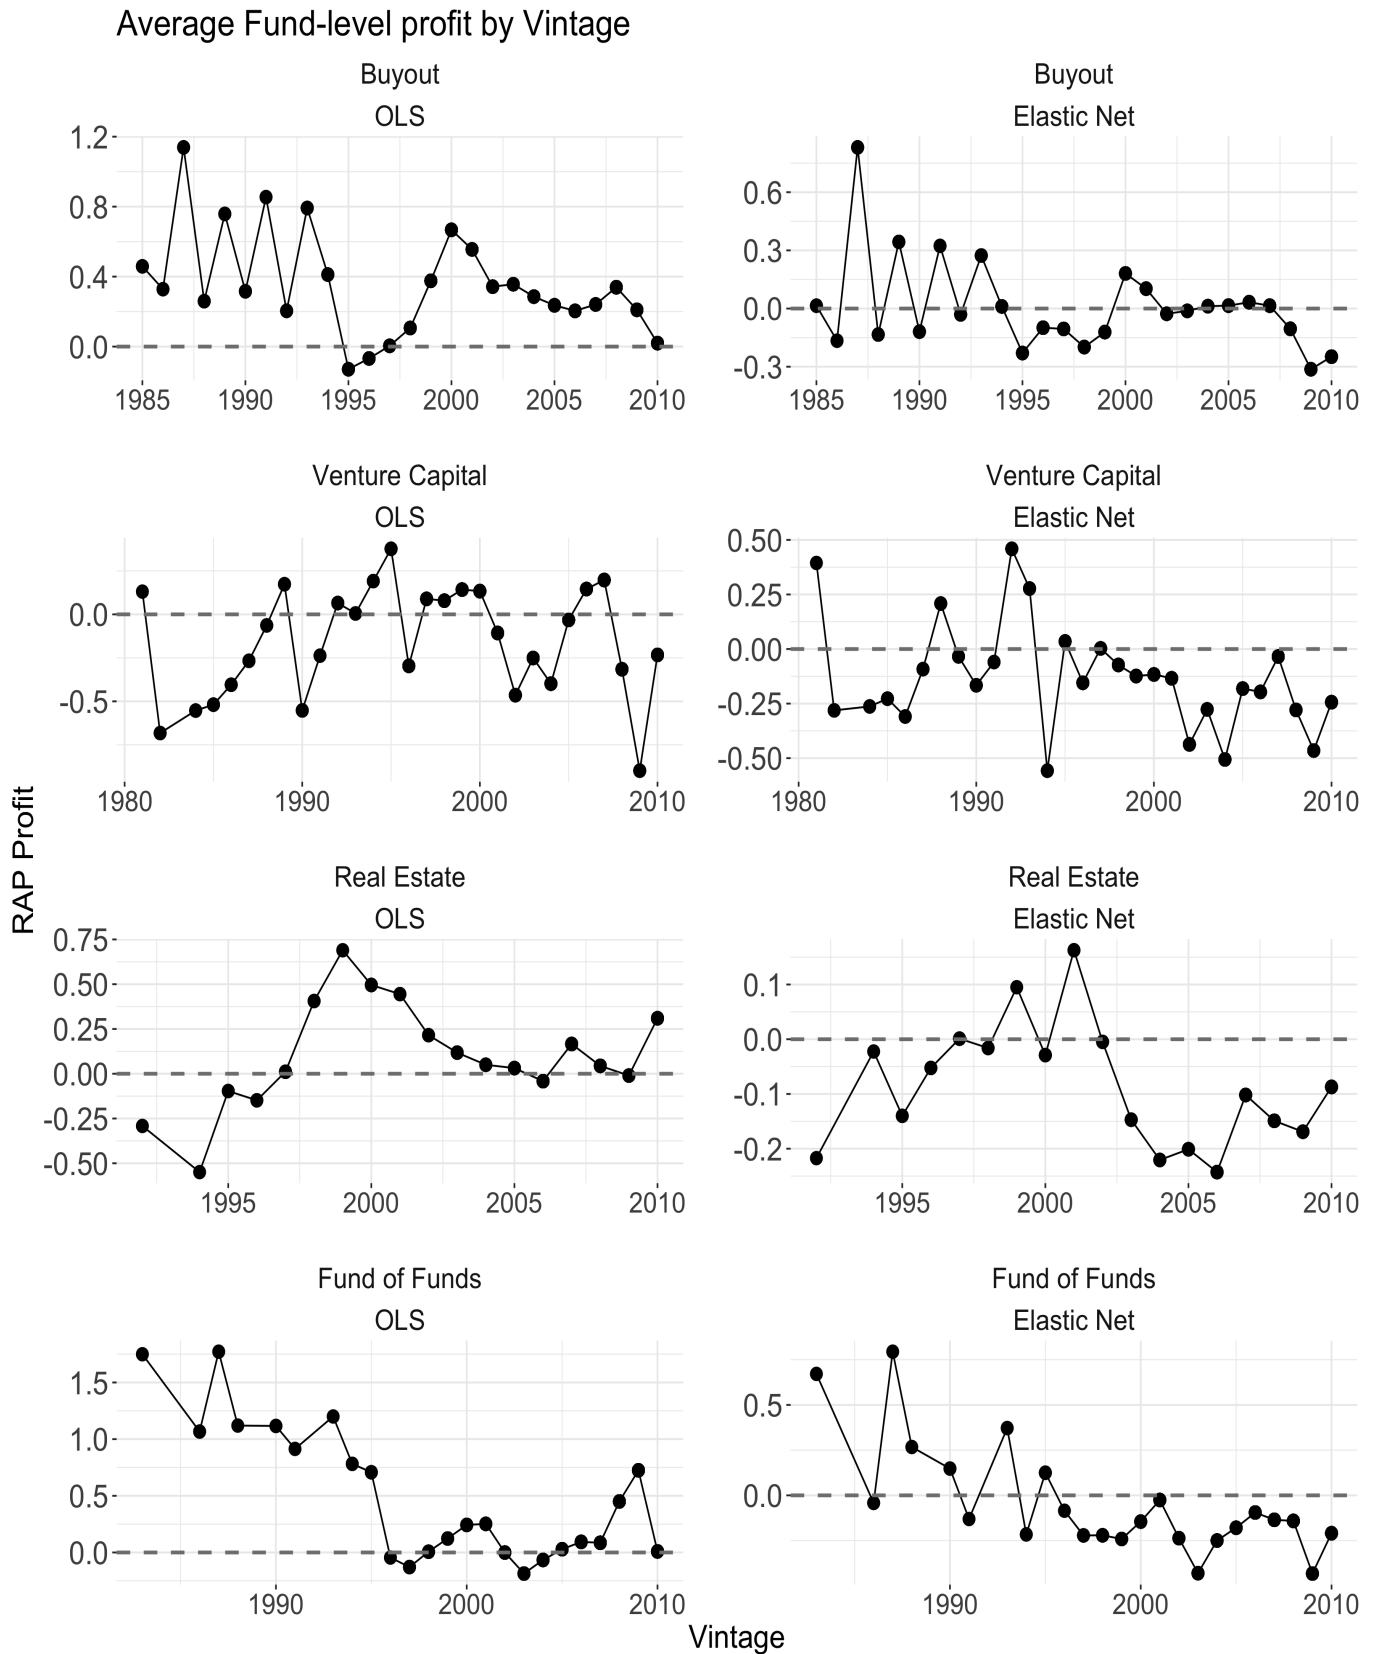 Average Fund-level profit by Vintage
Buyout
OLS
1.2
0.8
0.4
0.0
1985 1990 1995 2000 2005 2010
Buyout
Elastic Net
0.6
0.3
0.0
-0.3
1985 1990 1995 2000 2005 2010
Venture Capital
OLS
0.0
-0.5
1980 1990 2000 2010
Venture Capital
Elastic Net
0.50
0.25
0.00
-0.25
-0.50
1980 1990 2000 2010
RAP Profit
Real Estate
OLS
0.75
0.50
0.25
0.00
-0.25
-0.50
1995 2000 2005 2010
Real Estate
Elastic Net
0.1
0.0
-0.1
-0.2
1995 2000 2005 2010
Fund of Funds
OLS
1.5
1.0
0.5
0.0
1990 2000 2010
Fund of Funds
Elastic Net
0.5
0.0
1990 2000 2010
Vintage